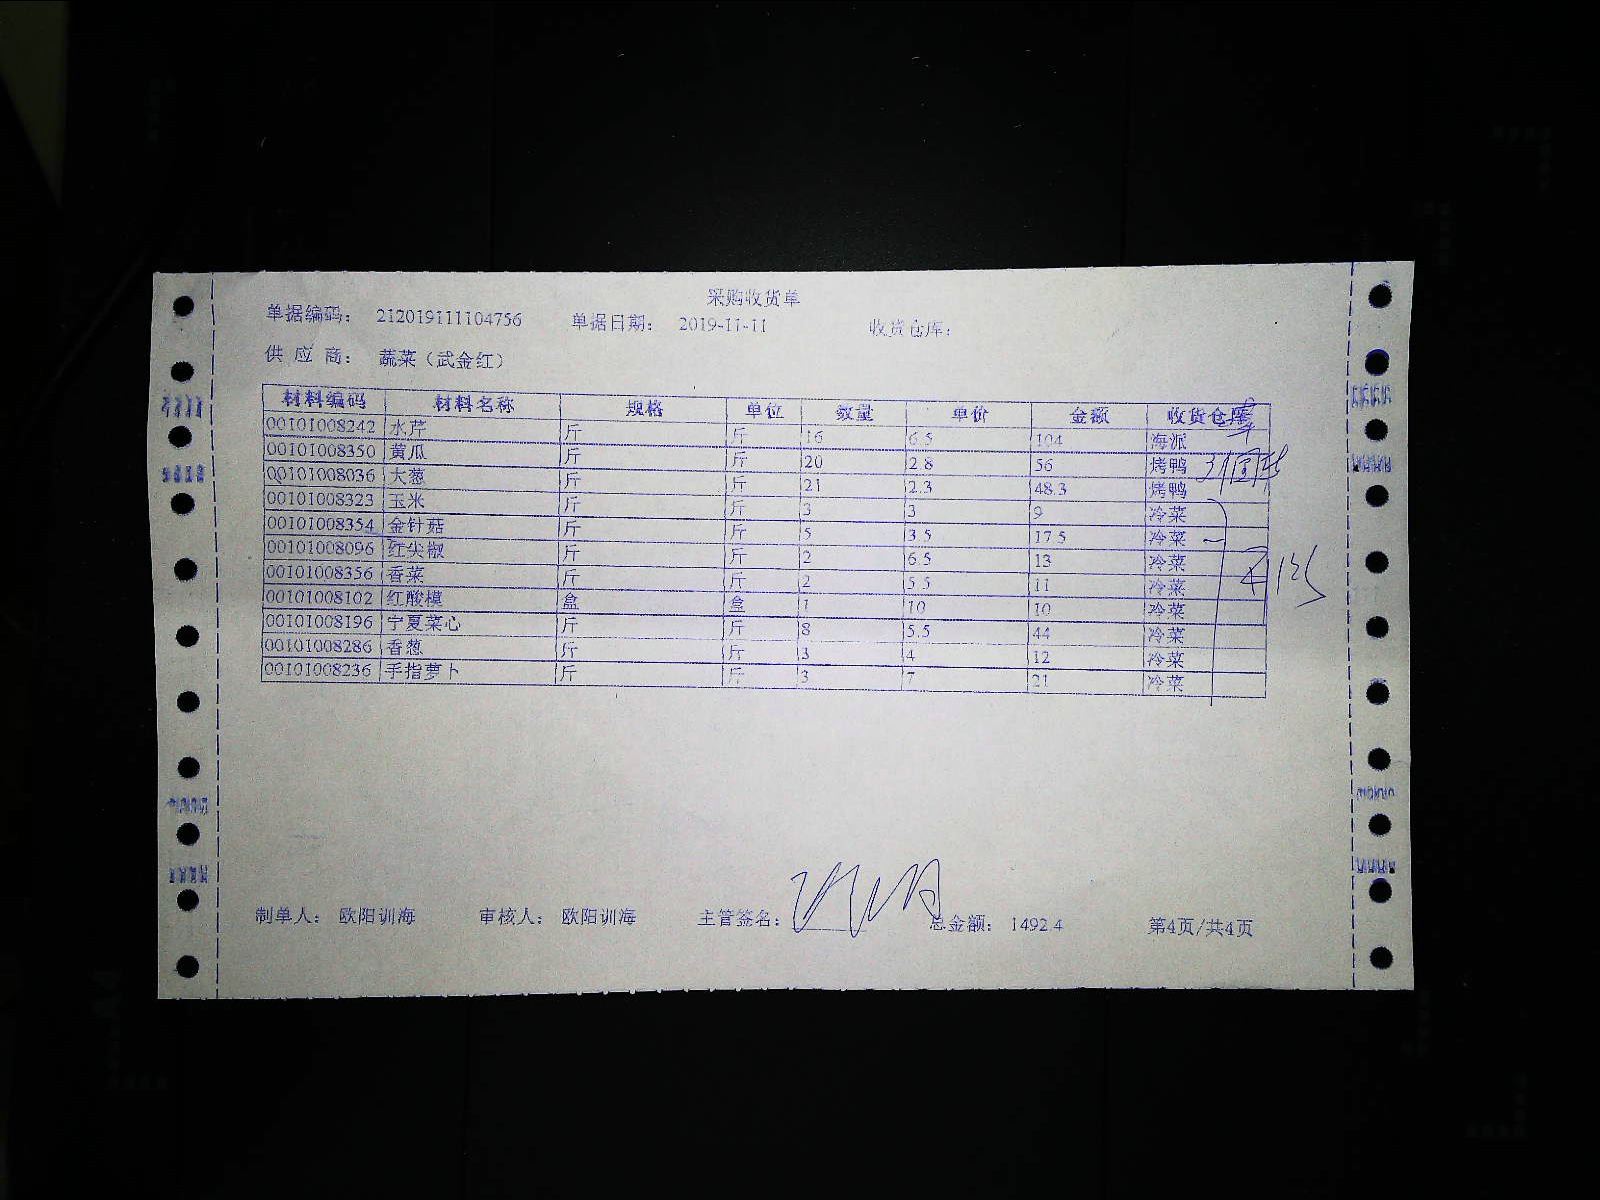 采购收货单
单据编码： 212019111104756 单据日期： 2019-11-11 收货仓库：
供 应 商： 蔬菜（武金红）
材料编码 材料名称 规格 单位 数量 单价 金额 收货仓库
00101008242 水芹 斤 斤 16 6.5 104 海派
00101008350 黄瓜 斤 斤 20 2.8 56 烤鸭
00101008036 大葱 斤 斤 21 2.3 48.3 烤鸭
00101008323 玉米 斤 斤 3 3 9 冷菜
00101008354 金针菇 斤 斤 5 3.5 17.5 冷菜
00101008096 红尖椒 斤 斤 2 6.5 13 冷菜
00101008356 香菜 斤 斤 2 5.5 11 冷菜
00101008102 红酸模 盒 盒 1 10 10 冷菜
00101008196 宁夏菜心 斤 斤 8 5.5 44 冷菜
00101008286 香葱 斤 斤 3 4 12 冷菜
00101008236 手指萝卜 斤 斤 3 7 21 冷菜
制单人： 欧阳训海 审核人： 欧阳训海 主管签名： 总金额： 1492.4 第4页/共4页